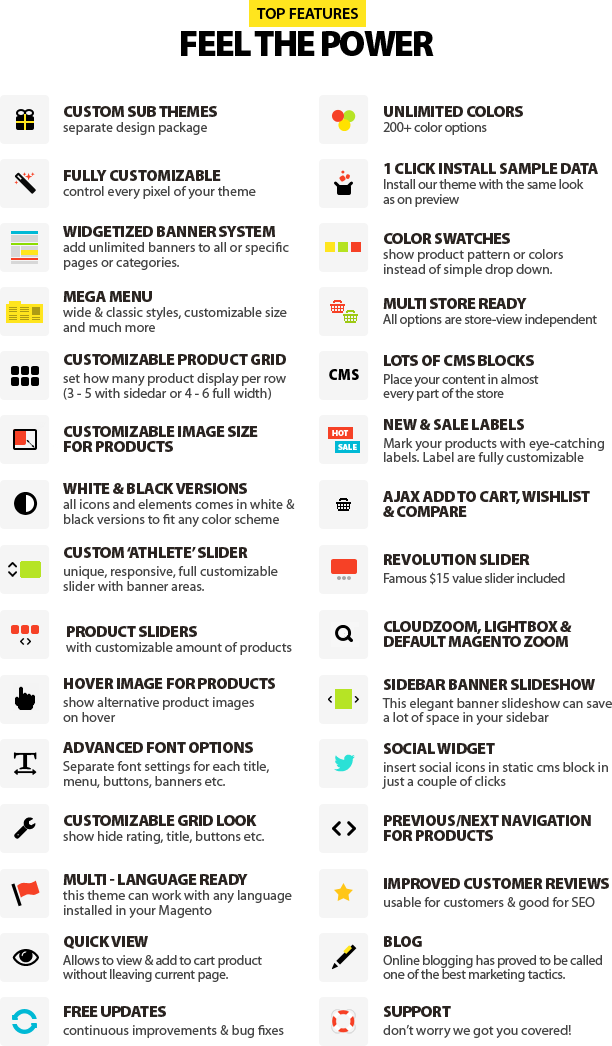 TOP FEATURES
FEEL THE POWER
CUSTOM SUB THEMES
separate design package
FULLY CUSTOMIZABLE
control every pixel of your theme
WIDGETIZED BANNER SYSTEM
add unlimited banners to all or specific
pages or categories.
MEGA MENU
wide & classic styles, customizable size
and much more
CUSTOMIZABLE PRODUCT GRID
set how many product display per row
(3 - 5 with sidedar or 4 - 6 full width)
CUSTOMIZABLE IMAGE SIZE
FOR PRODUCTS
WHITE & BLACK VERSIONS
all icons and elements comes in white &
black versions to fit any color scheme
CUSTOM ‘ATHLETE’ SLIDER
unique, responsive, full customizable
slider with banner areas.
PRODUCT SLIDERS
with customizable amount of products
HOVER IMAGE FOR PRODUCTS
show alternative product images
on hover
ADVANCED FONT OPTIONS
Separate font settings for each title,
menu, buttons, banners etc.
CUSTOMIZABLE GRID LOOK
show hide rating, title, buttons etc.
MULTI - LANGUAGE READY
this theme can work with any language
installed in your Magento
QUICK VIEW
Allows to view & add to cart product
without lleaving current page.
FREE UPDATES
continuous improvements & bug fixes
UNLIMITED COLORS
200+ color options
1 CLICK INSTALL SAMPLE DATA
Install our theme with the same look
as on preview
COLOR SWATCHES
show product pattern or colors
instead of simple drop down.
MULTI STORE READY
All options are store-view independent
CMS
LOTS OF CMS BLOCKS
Place your content in almost
every part of the store
HOT
SALE
NEW & SALE LABELS
Mark your products with eye-catching
labels. Label are fully customizable
AJAX ADD TO CART, WISHLIST
& COMPARE
REVOLUTION SLIDER
Famous $15 value slider included
CLOUDZOOM, LIGHTBOX &
DEFAULT MAGENTO ZOOM
SIDEBAR BANNER SLIDESHOW
This elegant banner slideshow can save
a lot of space in your sidebar
SOCIAL WIDGET
insert social icons in static cms block in
just a couple of clicks
PREVIOUS/NEXT NAVIGATION
FOR PRODUCTS
IMPROVED CUSTOMER REVIEWS
usable for customers & good for SEO
BLOG
Online blogging has proved to be called
one of the best marketing tactics.
SUPPORT
don’t worry we got you covered!